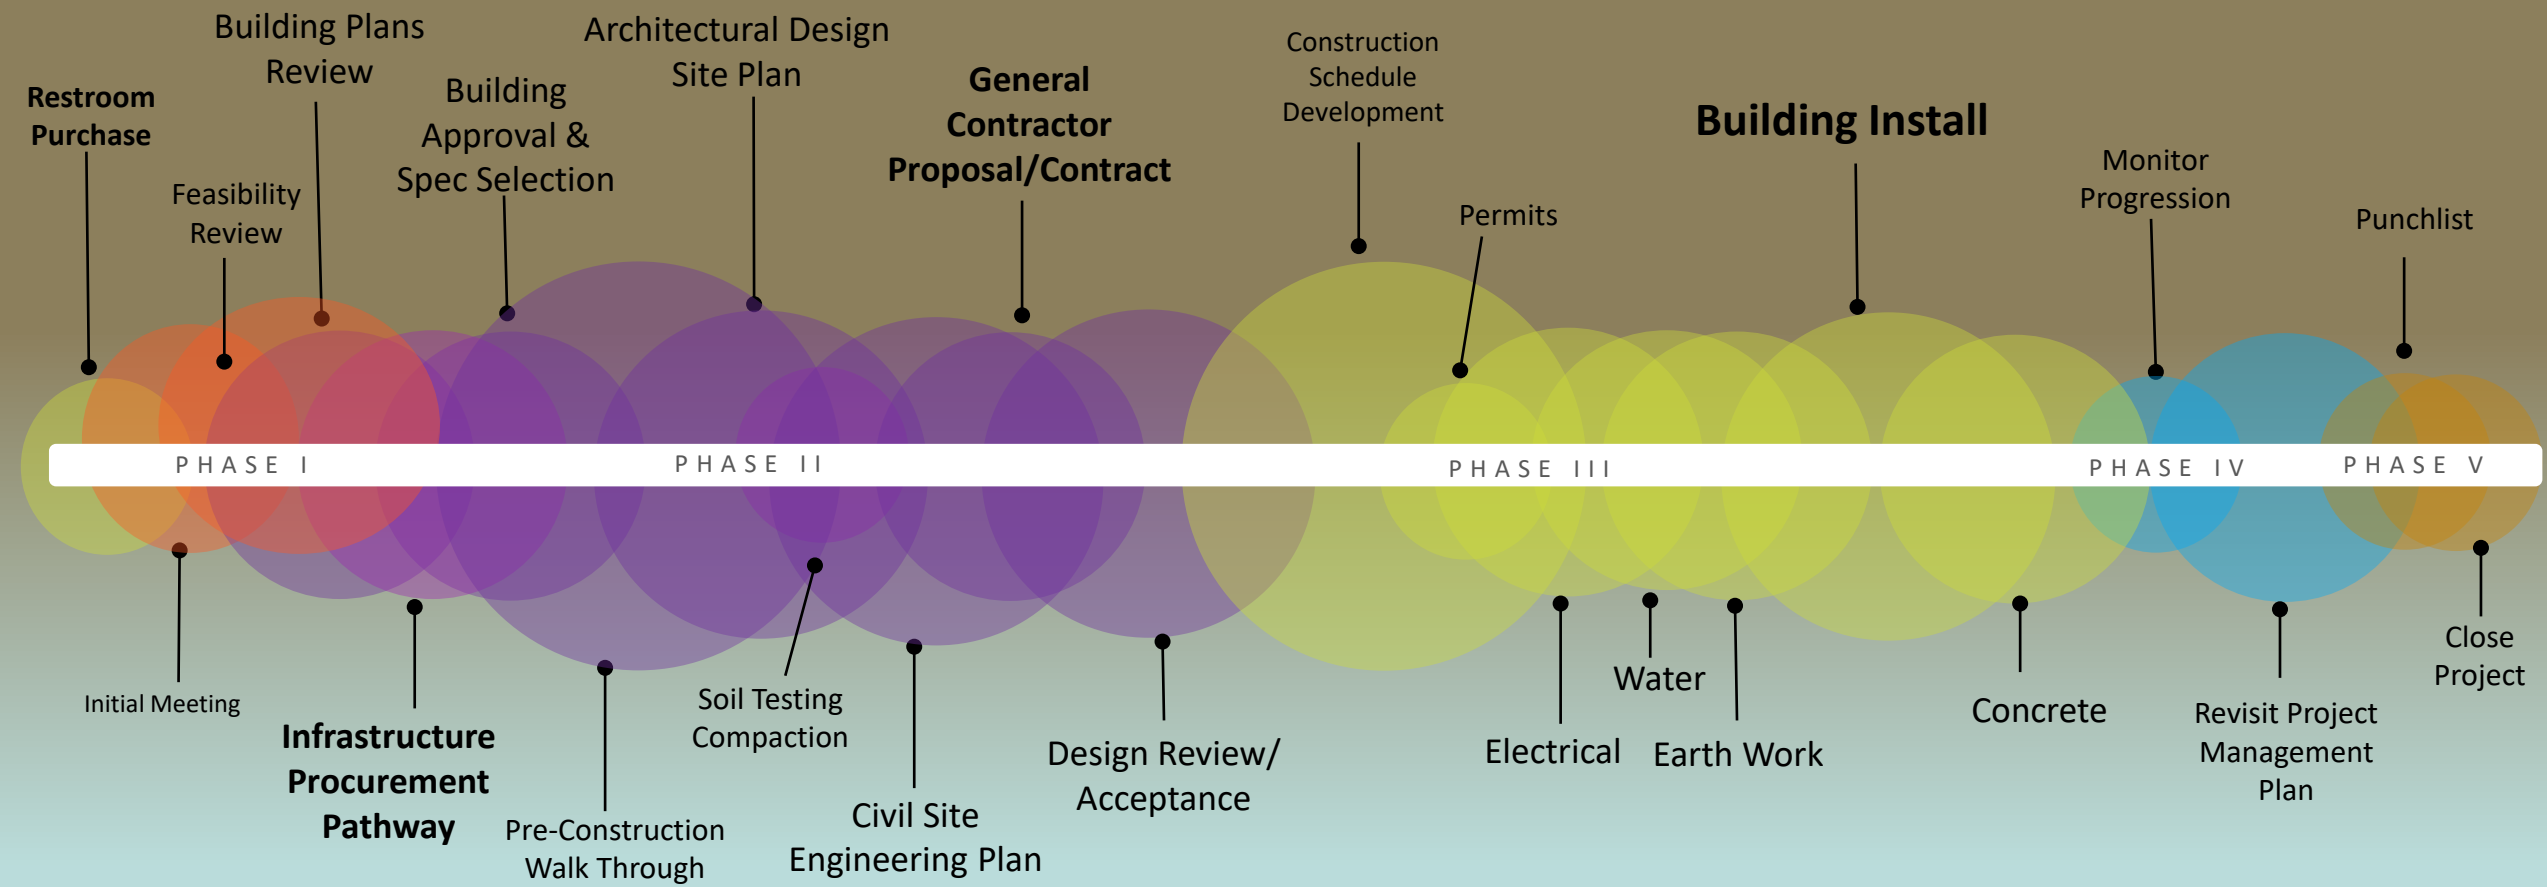 Restroom
Purchase
Feasibility
Review
Building Plans
Review
Building
Approval &
Spec Selection
Architectural Design
Site Plan
General
Contractor
Proposal/Contract
Construction
Schedule
Development
Permits
Building Install
Monitor
Progression
Punchlist
PHASE I
PHASE II
PHASE III
PHASE IV
PHASE V
Initial Meeting
Infrastructure
Procurement
Pathway
Pre-Construction
Walk Through
Soil Testing
Compaction
Civil Site
Engineering Plan
Design Review/
Acceptance
Electrical
Water
Earth Work
Concrete
Revisit Project
Management
Plan
Close
Project